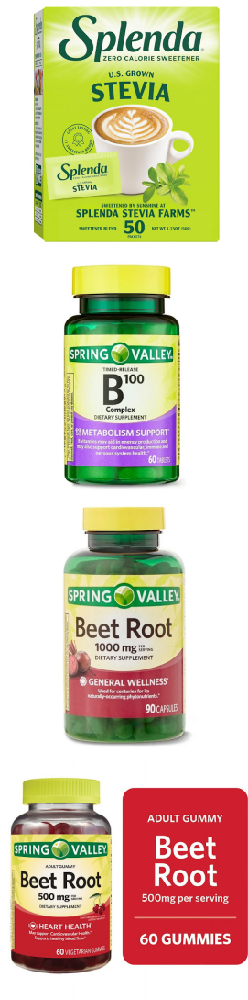 Splenda
ZERO CALORIE SWEETENER
U.S. GROWN
STEVIA
Splenda
U.S. GROWN
STEVIA
SWEETENED BY SUNSHINE AT
SPLENDA STEVIA FARMS™
SWEETENER BLEND 50 NET WT 1.75OZ (50g)
PACKETS
SPRING VALLEY
TIMED-RELEASE
B100
Complex
DIETARY SUPPLEMENT
METABOLISM SUPPORT*
B vitamins may aid in energy production and
may also support cardiovascular, immune and
nervous system health.*
60 TABLETS
SPRING VALLEY
Beet Root
1000 mg PER SERVING
DIETARY SUPPLEMENT
GENERAL WELLNESS*
Used for centuries for its
naturally-occurring phytonutrients.*
90 CAPSULES
SPRING VALLEY
ADULT GUMMY
Beet Root
500 mg PER SERVING
DIETARY SUPPLEMENT
HEART HEALTH*
May support Cardiovascular Health*
Supports healthy blood flow.*
60 VEGETARIAN GUMMIES
ADULT GUMMY
Beet
Root
500mg per serving
60 GUMMIES